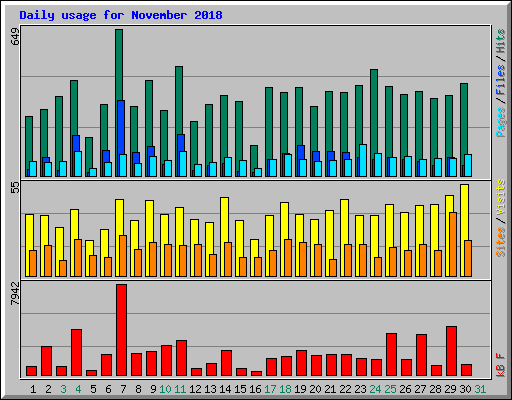 Daily usage for November 2018
649
Pages / Files / Hits
55
Sites / Visits
7942
kB F
1 2 3 4 5 6 7 8 9 10 11 12 13 14 15 16 17 18 19 20 21 22 23 24 25 26 27 28 29 30 31